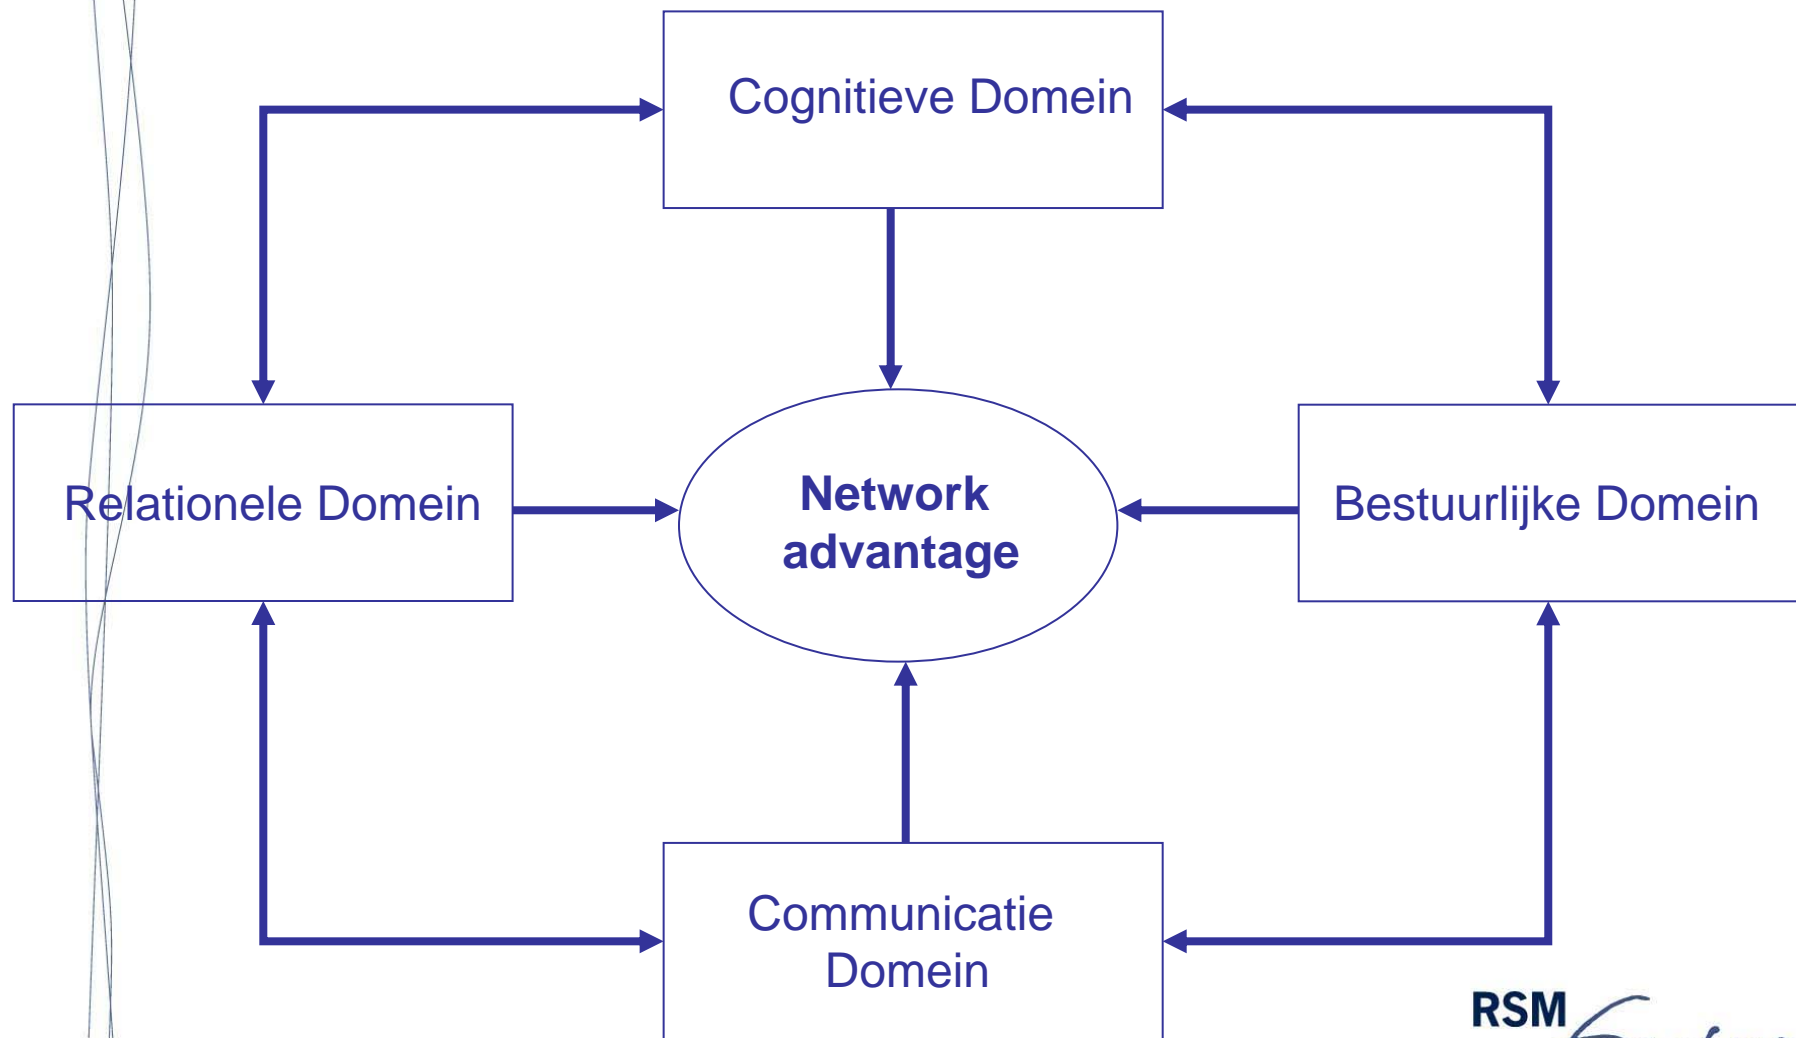 Cognitieve Domein
Relationele Domein
Network
advantage
Bestuurlijke Domein
Communicatie
Domein
RSM